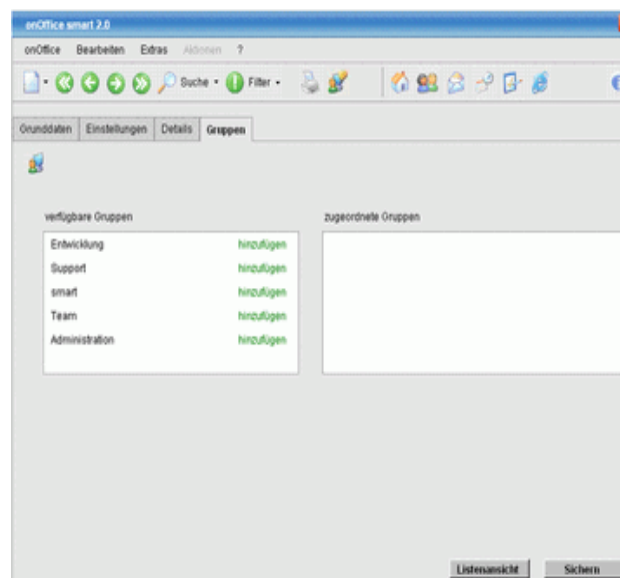 onOffice smart 2.0
onOffice Bearbeiten Extras Aktionen ?
Suche Filter
Grunddaten Einstellungen Details Gruppen
verfügbare Gruppen zugeordnete Gruppen
Entwicklung hinzufügen
Support hinzufügen
smart hinzufügen
Team hinzufügen
Administration hinzufügen
Listenansicht Sichern